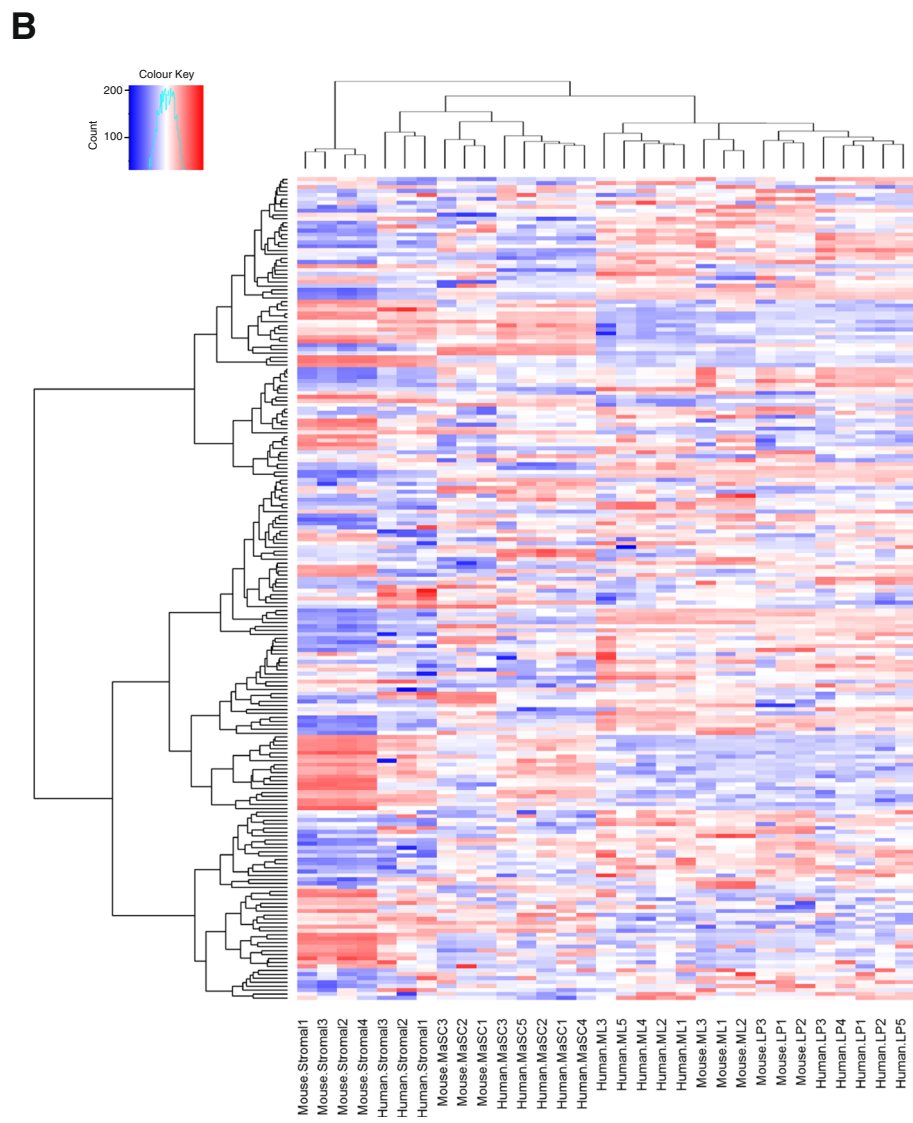 B
Colour Key
200
100
Count
Mouse.Stromal1
Mouse.Stromal3
Mouse.Stromal2
Mouse.Stromal4
Human.Stromal3
Human.Stromal2
Human.Stromal1
Mouse.MaSC3
Mouse.MaSC2
Mouse.MaSC1
Human.MaSC3
Human.MaSC5
Human.MaSC2
Human.MaSC1
Human.MaSC4
Human.ML3
Human.ML5
Human.ML4
Human.ML2
Human.ML1
Mouse.ML3
Mouse.ML1
Mouse.ML2
Mouse.LP3
Mouse.LP1
Mouse.LP2
Human.LP3
Human.LP4
Human.LP1
Human.LP2
Human.LP5